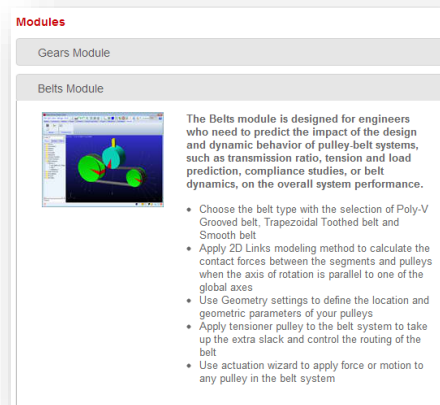 Modules
Gears Module
Belts Module
The Belts module is designed for engineers
who need to predict the impact of the design
and dynamic behavior of pulley-belt systems,
such as transmission ratio, tension and load
prediction, compliance studies, or belt
dynamics, on the overall system performance.
• Choose the belt type with the selection of Poly-V
Grooved belt, Trapezoidal Toothed belt and
Smooth belt
• Apply 2D Links modeling method to calculate the
contact forces between the segments and pulleys
when the axis of rotation is parallel to one of the
global axes
• Use Geometry settings to define the location and
geometric parameters of your pulleys
• Apply tensioner pulley to the belt system to take
up the extra slack and control the routing of the
belt
• Use actuation wizard to apply force or motion to
any pulley in the belt system